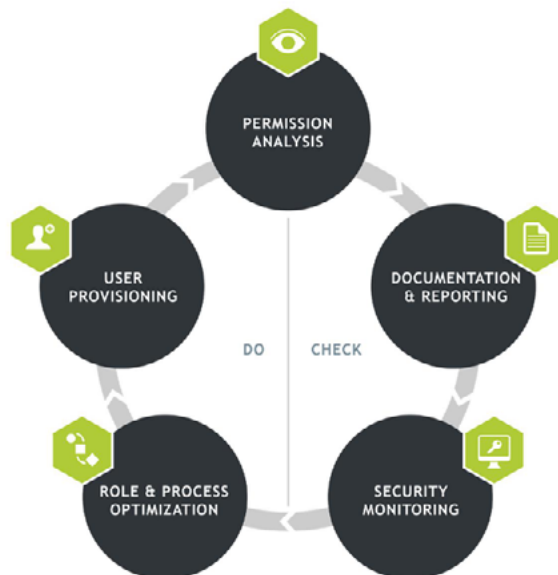 PERMISSION
ANALYSIS
USER
PROVISIONING
DOCUMENTATION
& REPORTING
DO
CHECK
ROLE & PROCESS
OPTIMIZATION
SECURITY
MONITORING